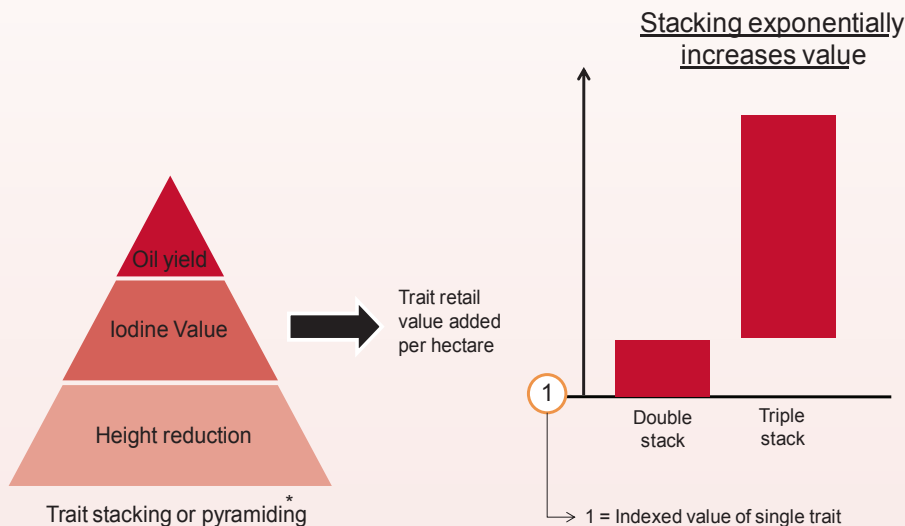 Stacking exponentially
increases value
Oil yield
Iodine Value
Height reduction
Trait stacking or pyramiding*
Trait retail
value added
per hectare
1
Double
stack
Triple
stack
1 = Indexed value of single trait